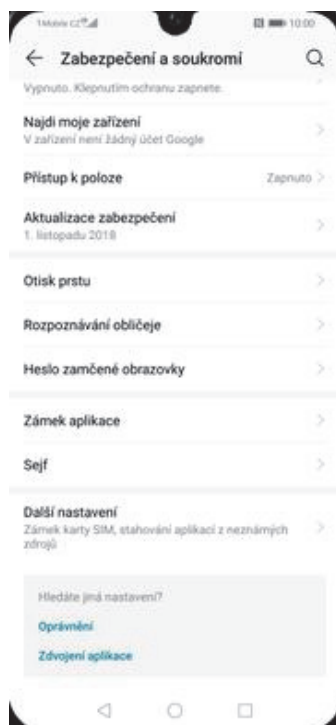 T-Mobile CZ
10:00
Zabezpečení a soukromí
Vypnuto. Klepnutím ochranu zapnete.
Najdi moje zařízení
V zařízení není žádný účet Google
Přístup k poloze Zapnuto
Aktualizace zabezpečení
1. listopadu 2018
Otisk prstu
Rozpoznávání obličeje
Heslo zamčené obrazovky
Zámek aplikace
Sejf
Další nastavení
Zámek karty SIM, stahování aplikací z neznámých
zdrojů
Hledáte jiná nastavení?
Oprávnění
Zdvojení aplikace